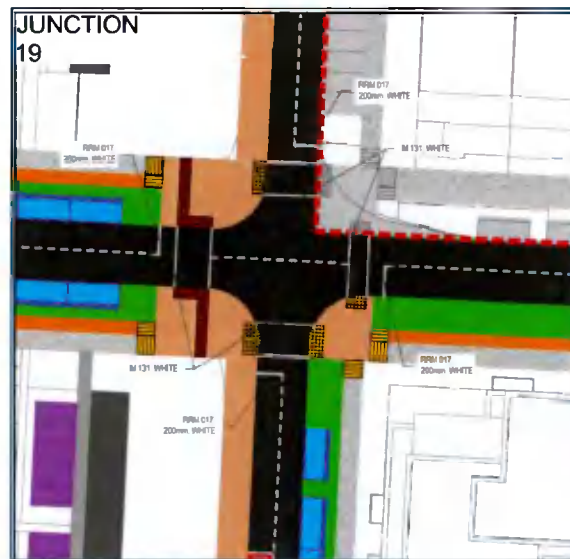 JUNCTION
19
RRM 017
200mm WHITE
M 131 WHITE
RRM 017
200mm WHITE
M 131 WHITE
RRM 017
200mm WHITE
RRM 017
200mm WHITE